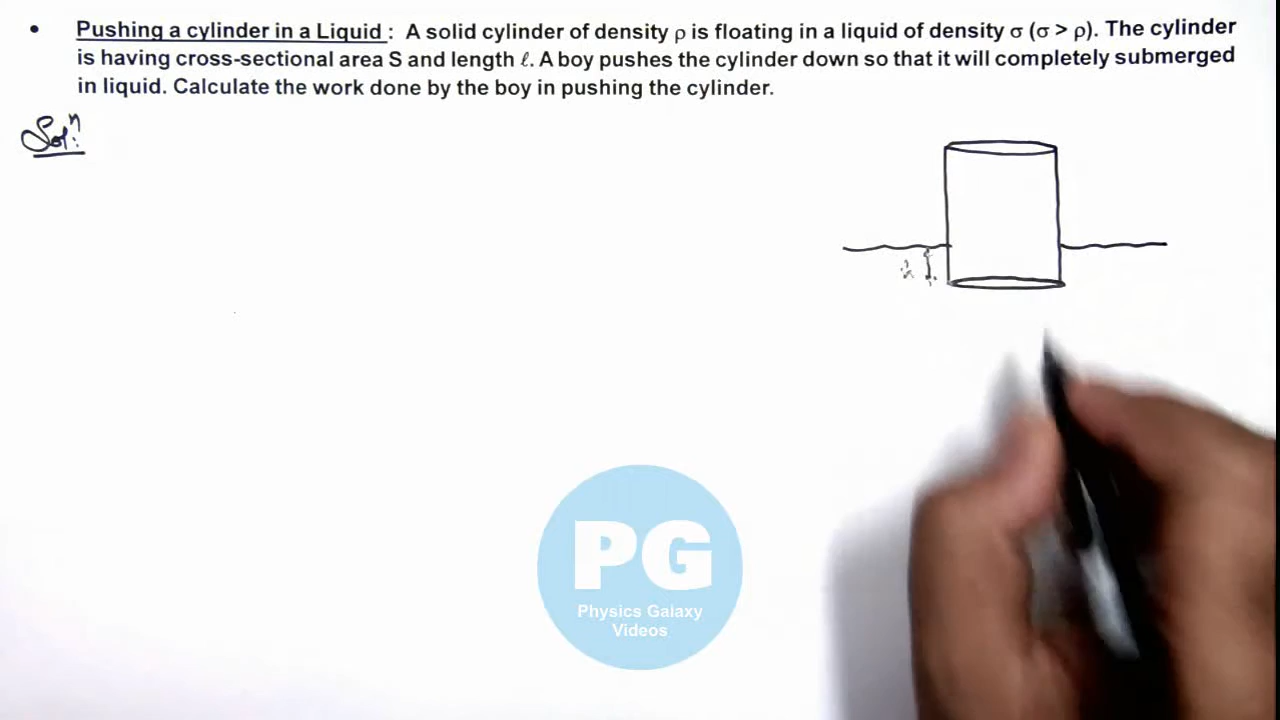 • Pushing a cylinder in a Liquid : A solid cylinder of density ρ is floating in a liquid of density σ (σ > ρ). The cylinder
is having cross-sectional area S and length ℓ. A boy pushes the cylinder down so that it will completely submerged
in liquid. Calculate the work done by the boy in pushing the cylinder.
Solⁿ:
PG
Physics Galaxy
Videos